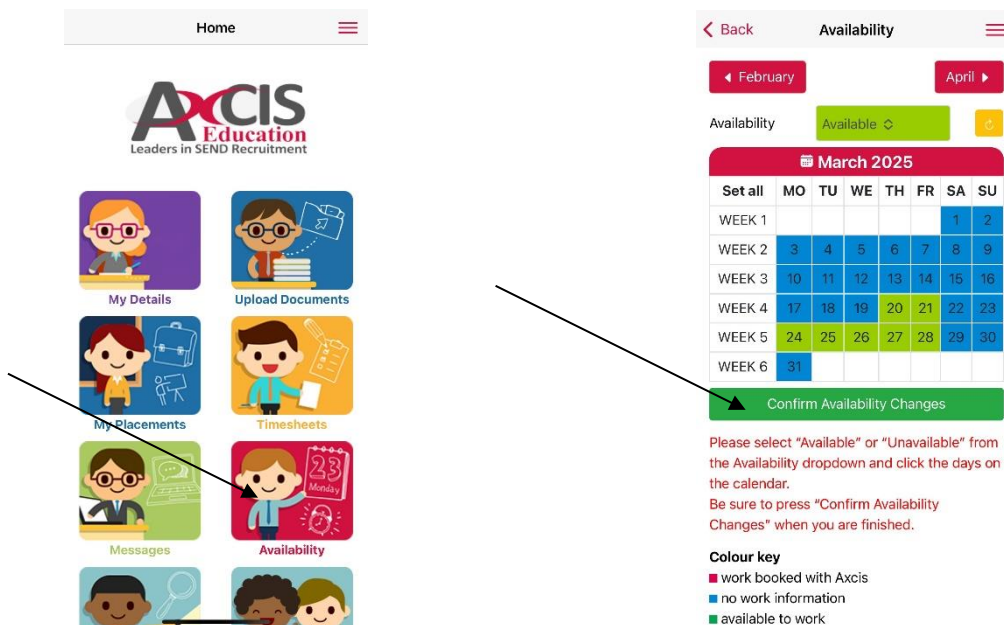 Home
AXCIS
Education
Leaders in SEND Recruitment
My Details
Upload Documents
My Placements
Timesheets
23
Monday
Messages
Availability
Back
Availability
February
April
Availability
Available
March 2025
Set all MO TU WE TH FR SA SU
WEEK 1 1 2
WEEK 2 3 4 5 6 7 8 9
WEEK 3 10 11 12 13 14 15 16
WEEK 4 17 18 19 20 21 22 23
WEEK 5 24 25 26 27 28 29 30
WEEK 6 31
Confirm Availability Changes
Please select "Available" or "Unavailable" from
the Availability dropdown and click the days on
the calendar.
Be sure to press "Confirm Availability
Changes" when you are finished.
Colour key
work booked with Axcis
no work information
available to work